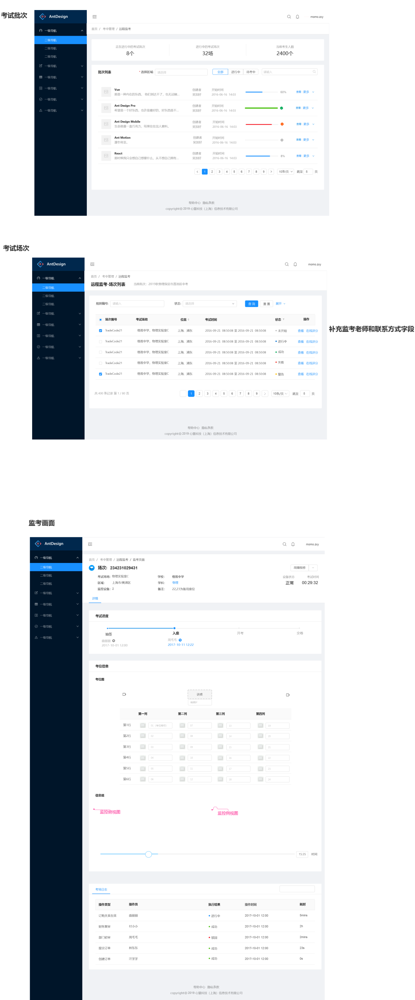 考试批次
AntDesign
momo.zxy
一级导航
二级导航
二级导航
二级导航
一级导航
一级导航
一级导航
一级导航
一级导航
首页 / 考中管理 / 远程监考
正在进行中的考试批次 进行中的考试场次 当前考生人数
8个 32场 2400个
批次列表 * 选择区域: 请选择 全部 进行中 待考中 请输入
Vue 创建者 开始时间
那是一种内在的东西, 他们到达不了, 也无法触... 吴加好 2016-06-16 14:03 60% 查看 更多
Ant Design Pro 创建者 开始时间
希望是一个好东西, 也许是最好的, 好东西是不... 吴加好 2016-06-16 14:03 查看 更多
Ant Design Mobile 创建者 开始时间
生命就像一盒巧克力, 结果往往出人意料。 吴加好 2016-06-16 14:03 查看 更多
Ant Motion 创建者 开始时间
凛冬将至。 吴加好 2016-06-16 14:03 查看 更多
React 创建者 开始时间
那时候我只会想自己想要什么, 从不想自己拥有... 吴加好 2016-06-16 14:03 8% 查看 更多
< 1 2 3 4 5 6 7 8 9 > 10条/页 跳至 5 页
帮助中心 隐私条款
copyright© 2019 心慧科技（上海）信息技术有限公司
考试场次
AntDesign
momo.zxy
一级导航
二级导航
二级导航
二级导航
一级导航
一级导航
一级导航
一级导航
一级导航
首页 / 考中管理 / 远程监考
远程监考-场次列表 当前批次: 2019秋物理保定市莲池区中考
规则编号: 请输入 状态: 请选择 查 询 重 置 展开
场次编号 考试场地 位置 考试时间 状态 操作
TradeCode21 格致中学, 物理实验室C 上海, 浦东 2016-09-21 08:50:08 至 2016-09-21 08:50:08 未开始 查看 在线评分
TradeCode21 格致中学, 物理实验室C 上海, 浦东 2016-09-21 08:50:08 至 2016-09-21 08:50:08 进行中 查看 在线评分
TradeCode21 格致中学, 物理实验室C 上海, 浦东 2016-09-21 08:50:08 至 2016-09-21 08:50:08 成功 查看 在线评分
TradeCode21 格致中学, 物理实验室C 上海, 浦东 2016-09-21 08:50:08 至 2016-09-21 08:50:08 失败 查看 在线评分
TradeCode21 格致中学, 物理实验室C 上海, 浦东 2016-09-21 08:50:08 至 2016-09-21 08:50:08 警告 查看 在线评分
补充监考老师和联系方式字段
共 400 条记录 第 1 / 80 页 1 2 3 4 5 6 7 8 9 > 10条/页 跳至 5 页
帮助中心 隐私条款
copyright© 2019 心慧科技（上海）信息技术有限公司
监考画面
AntDesign
momo.zxy
一级导航
二级导航
二级导航
二级导航
一级导航
一级导航
一级导航
一级导航
一级导航
首页 / 考中管理 / 远程监考 / 监考页面
场次: 234231029431 故障报修 ...
考试场地: 物理实验室C 学校: 格致中学 设备状态 考试时间
区域: 上海市/黄浦区 学科: 物理 正常 00:29:32
监控设备: 2 备注: 22,23为备用座位
详情
考试进度
抽签 入座 开考 交卷
曲丽丽 周毛毛
2017-10-01 12:00 2017-10-11 12:22
考位信息
考位图
讲桌
第一列 第二列 第三列 第四列
第1行 01（考位编号） 07 13 19
第2行 02 08 14 20
第3行 03 09 15 21
第4行 04 10 16 22
第5行 05 11 17 23
第6行 06 12 18 24
信息组
监控俯视图 监控侧视图
15:35 时间
考场日志
操作类型 操作员 执行结果 操作时间 耗时
订购关系生效 曲丽丽 进行中 2017-10-01 12:00 5mins
财务复审 付小小 成功 2017-10-01 12:00 2h
部门初审 周毛毛 驳回 2017-10-01 12:00 2mins
提交订单 林东东 成功 2017-10-01 12:00 23s
创建订单 汗牙牙 成功 2017-10-01 12:00 0s
帮助中心 隐私条款
copyright© 2019 心慧科技（上海）信息技术有限公司